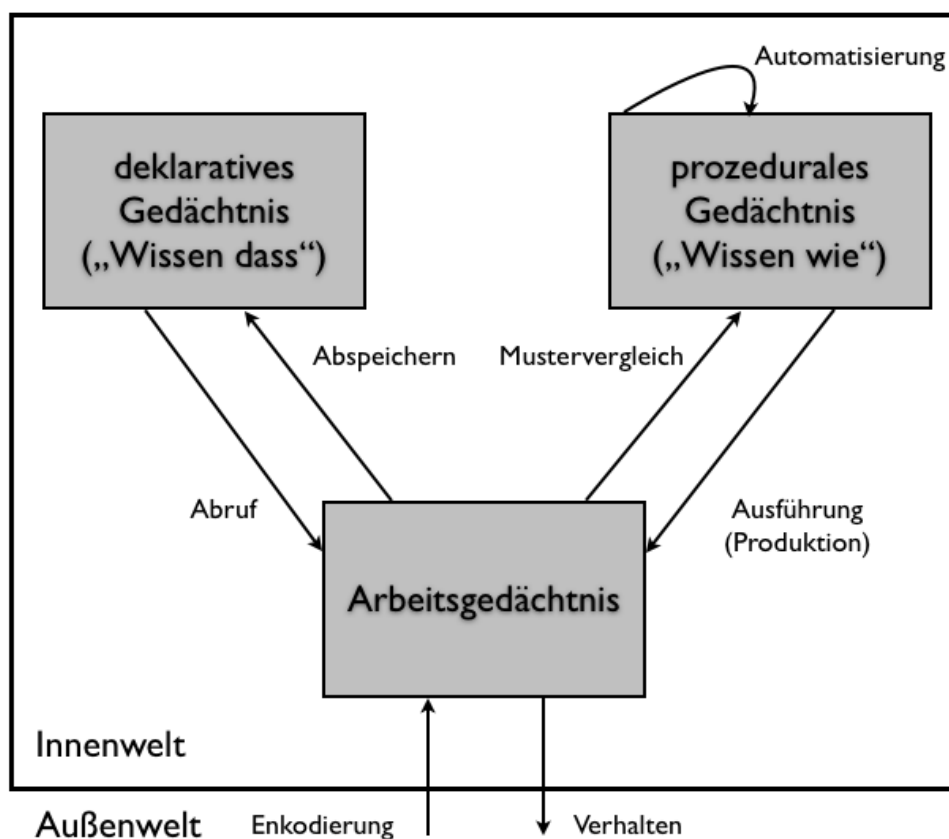 Automatisierung
deklaratives
Gedächtnis
(„Wissen dass“)
prozedurales
Gedächtnis
(„Wissen wie“)
Abspeichern
Mustervergleich
Abruf
Ausführung
(Produktion)
Arbeitsgedächtnis
Innenwelt
Außenwelt
Enkodierung
Verhalten